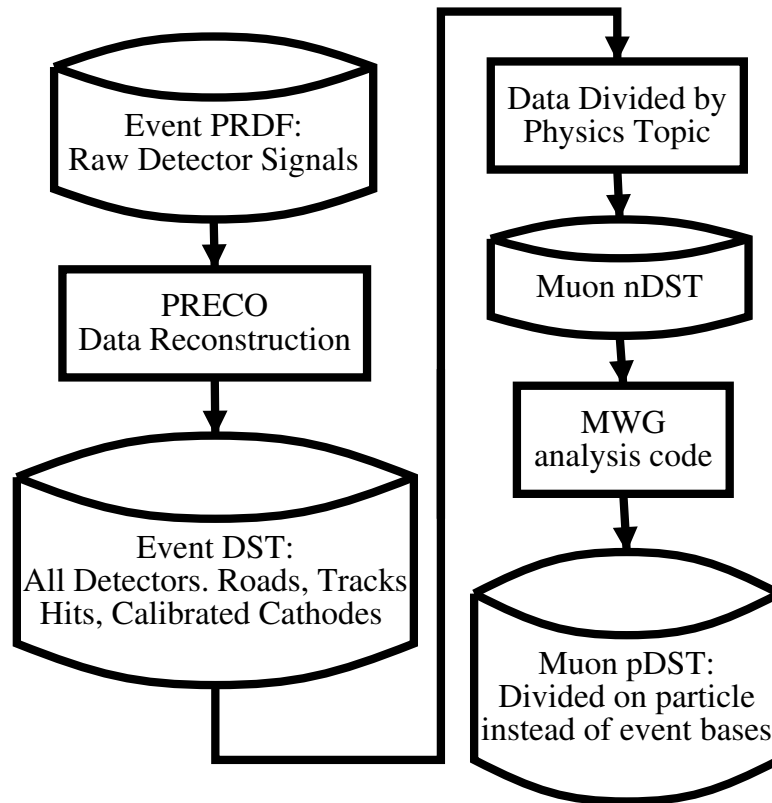 Event PRDF:
Raw Detector Signals
PRECO
Data Reconstruction
Event DST:
All Detectors. Roads, Tracks
Hits, Calibrated Cathodes
Data Divided by
Physics Topic
Muon nDST
MWG
analysis code
Muon pDST:
Divided on particle
instead of event bases